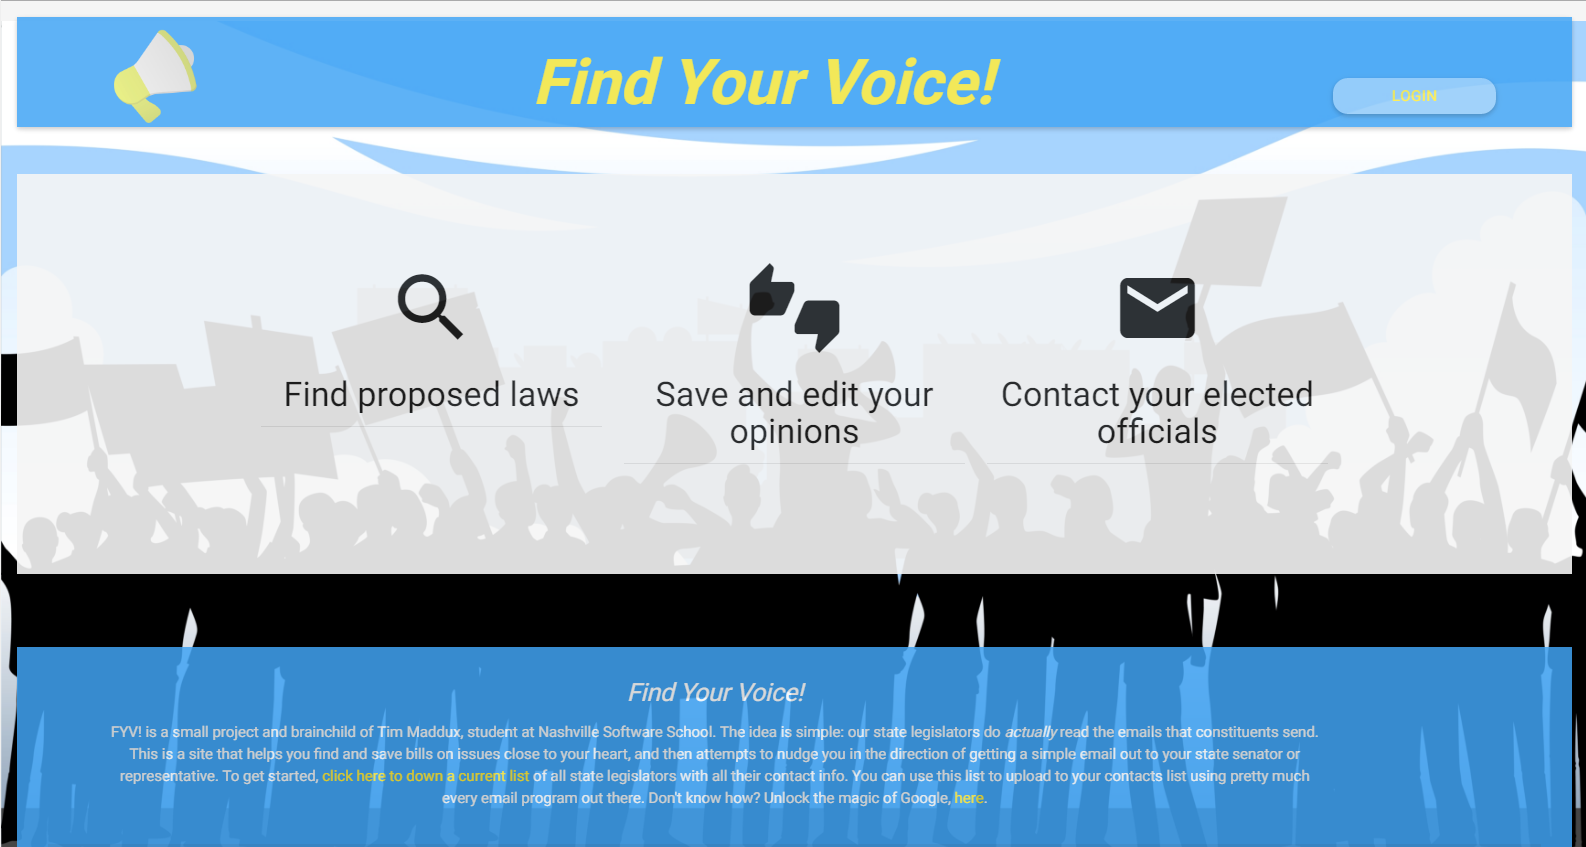 Find Your Voice!
LOGIN
Find proposed laws
Save and edit your
opinions
Contact your elected
officials
Find Your Voice!
FYV! is a small project and brainchild of Tim Maddux, student at Nashville Software School. The idea is simple: our state legislators do actually read the emails that constituents send.
This is a site that helps you find and save bills on issues close to your heart, and then attempts to nudge you in the direction of getting a simple email out to your state senator or
representative. To get started, click here to down a current list of all state legislators with all their contact info. You can use this list to upload to your contacts list using pretty much
every email program out there. Don't know how? Unlock the magic of Google, here.